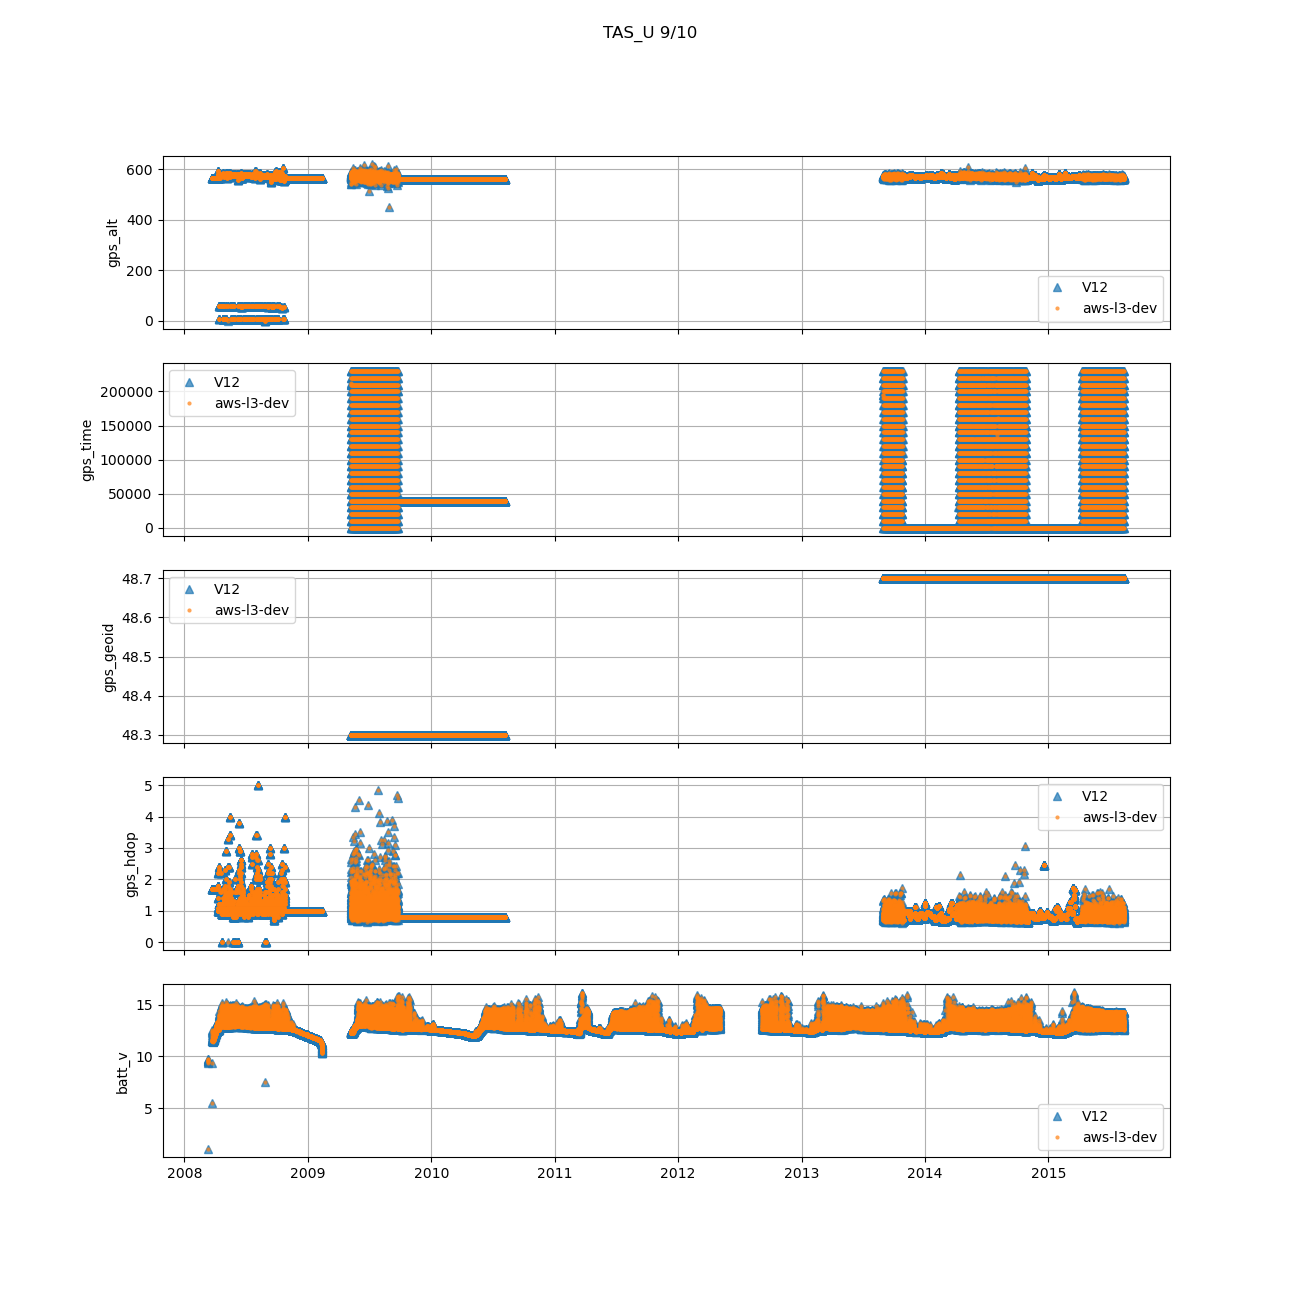 TAS_U 9/10
600
400
200
0
gps_alt
V12
aws-l3-dev
200000
150000
100000
50000
0
gps_time
V12
aws-l3-dev
48.7
48.6
48.5
48.4
48.3
gps_geoid
V12
aws-l3-dev
5
4
3
2
1
0
gps_hdop
V12
aws-l3-dev
15
10
5
batt_v
V12
aws-l3-dev
2008 2009 2010 2011 2012 2013 2014 2015